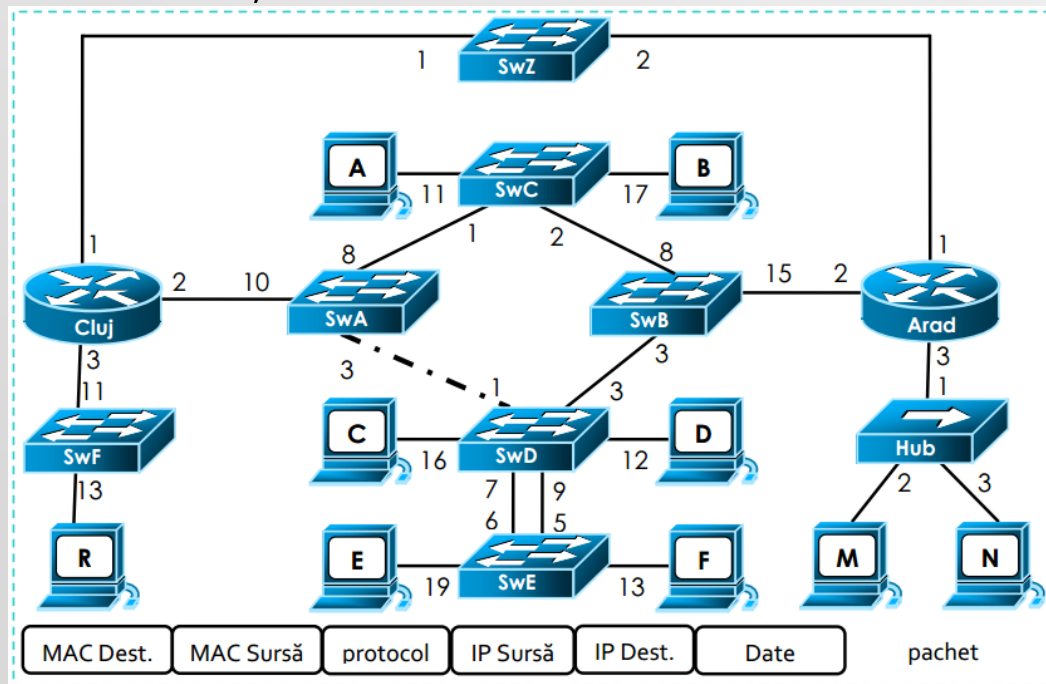 1 SwZ 2
A 11 SwC 17 B
1 2
8 8
1 2 10 15 2 1
Cluj SwA SwB Arad
3 3 3 3
11 1 3 1
SwF C 16 SwD 12 D Hub
13 7 9 2 3
6 5
R E 19 SwE 13 F M N
MAC Dest. MAC Sursă protocol IP Sursă IP Dest. Date pachet